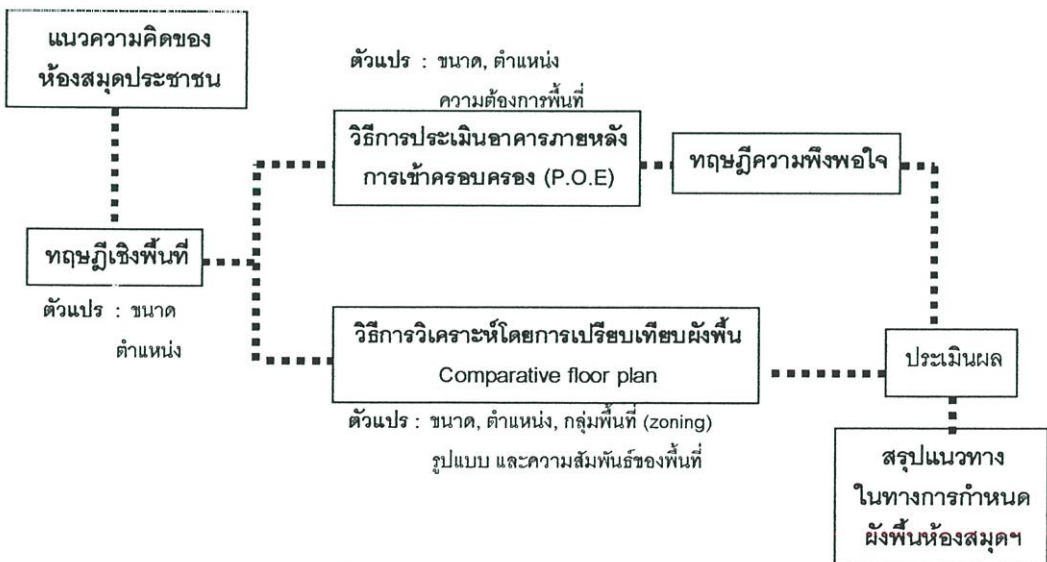 แนวความคิดของ
ห้องสมุดประชาชน
ตัวแปร : ขนาด, ตำแหน่ง
ความต้องการพื้นที่
วิธีการประเมินอาคารภายหลัง
การเข้าครอบครอง (P.O.E)
ทฤษฎีความพึงพอใจ
ทฤษฎีเชิงพื้นที่
ตัวแปร : ขนาด
ตำแหน่ง
วิธีการวิเคราะห์โดยการเปรียบเทียบผังพื้น
Comparative floor plan
ตัวแปร : ขนาด, ตำแหน่ง, กลุ่มพื้นที่ (zoning)
รูปแบบ และความสัมพันธ์ของพื้นที่
ประเมินผล
สรุปแนวทาง
ในทางการกำหนด
ผังพื้นห้องสมุดฯ